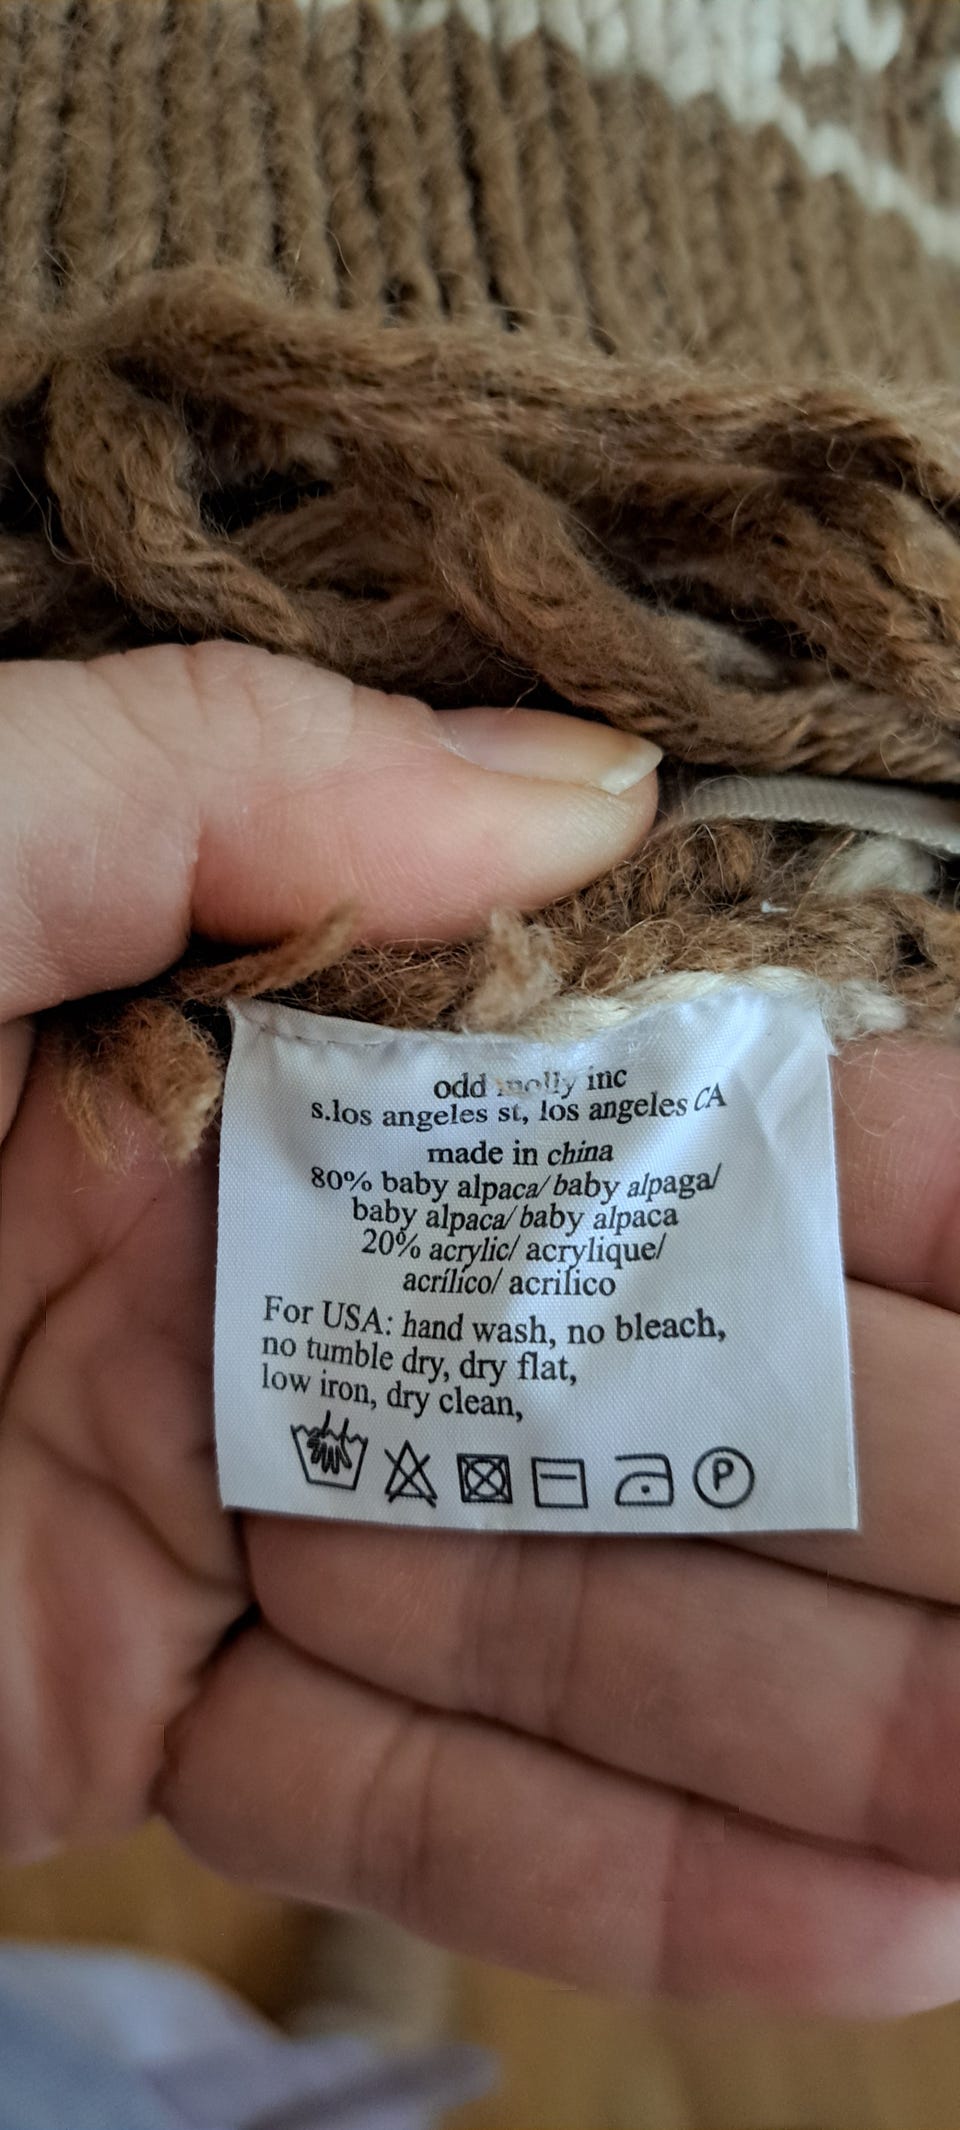 odd molly inc
s.los angeles st, los angeles CA
made in china
80% baby alpaca/baby alpaga/
baby alpaca/baby alpaca
20% acrylic/ acrylique/
acrílico/ acrilico
For USA: hand wash, no bleach,
no tumble dry, dry flat,
low iron, dry clean,
P